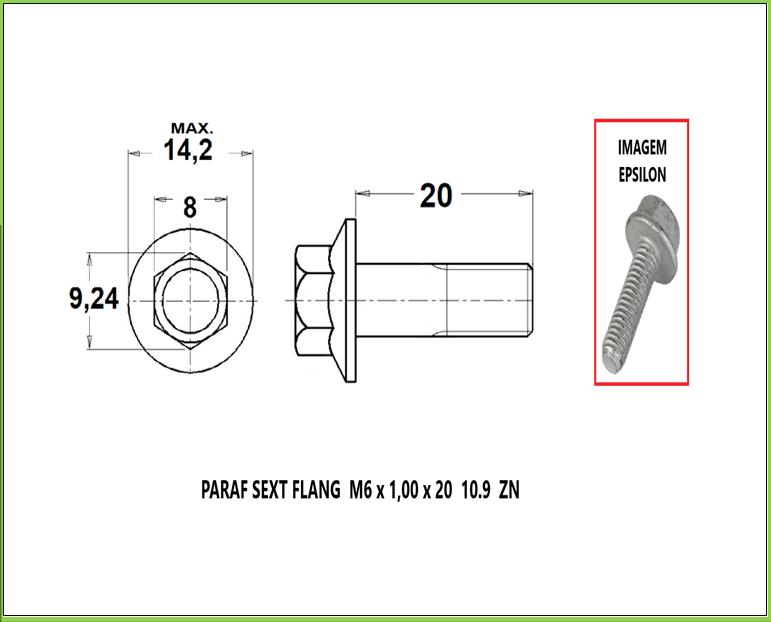 MAX.
14,2
8
9,24
20
IMAGEM
EPSILON
PARAF SEXT FLANG M6 x 1,00 x 20 10.9 ZN